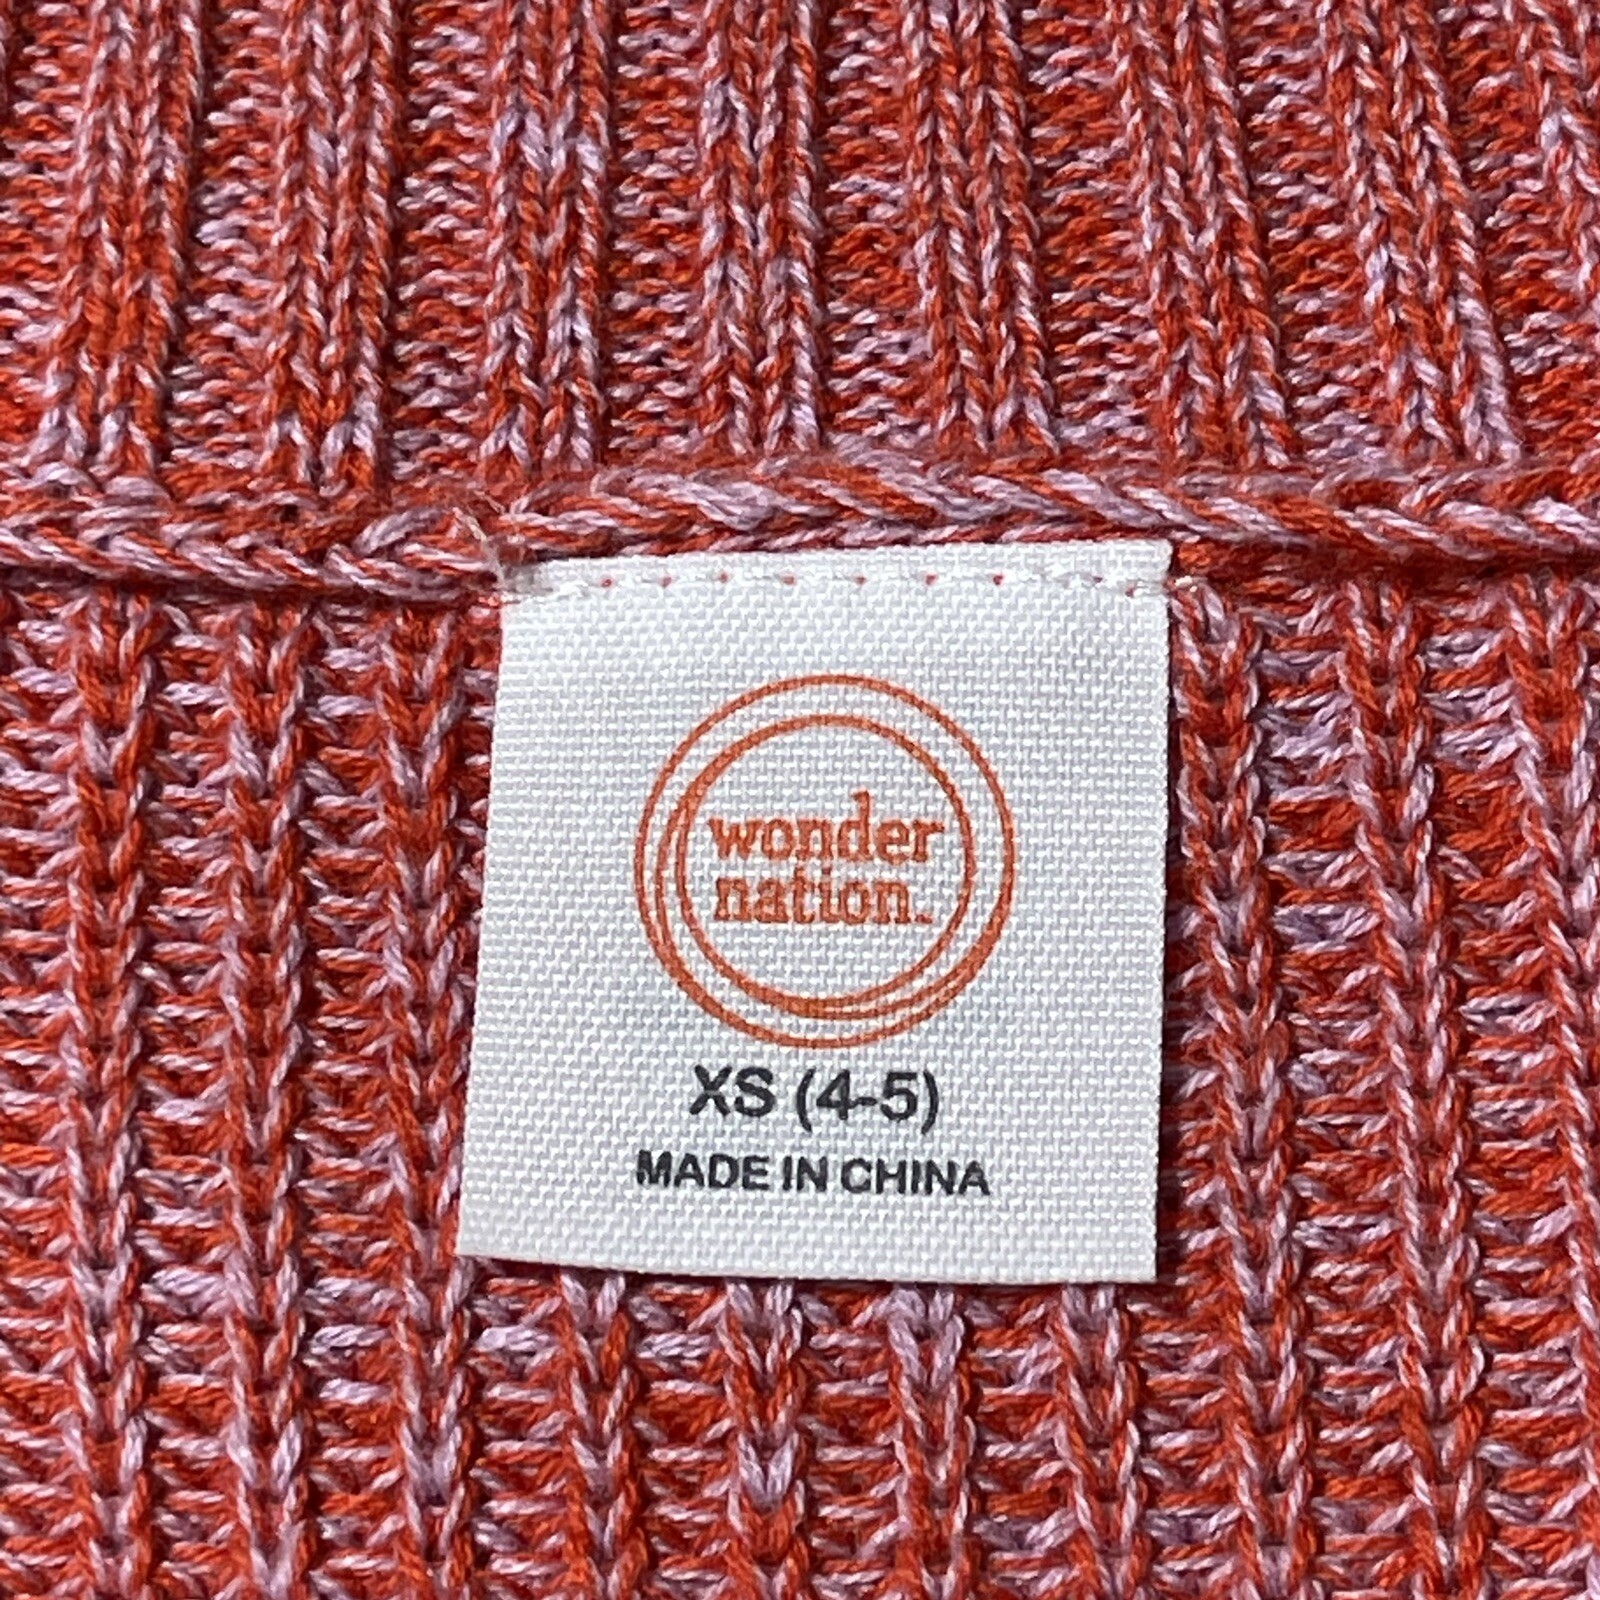 wonder
nation.
XS (4-5)
MADE IN CHINA